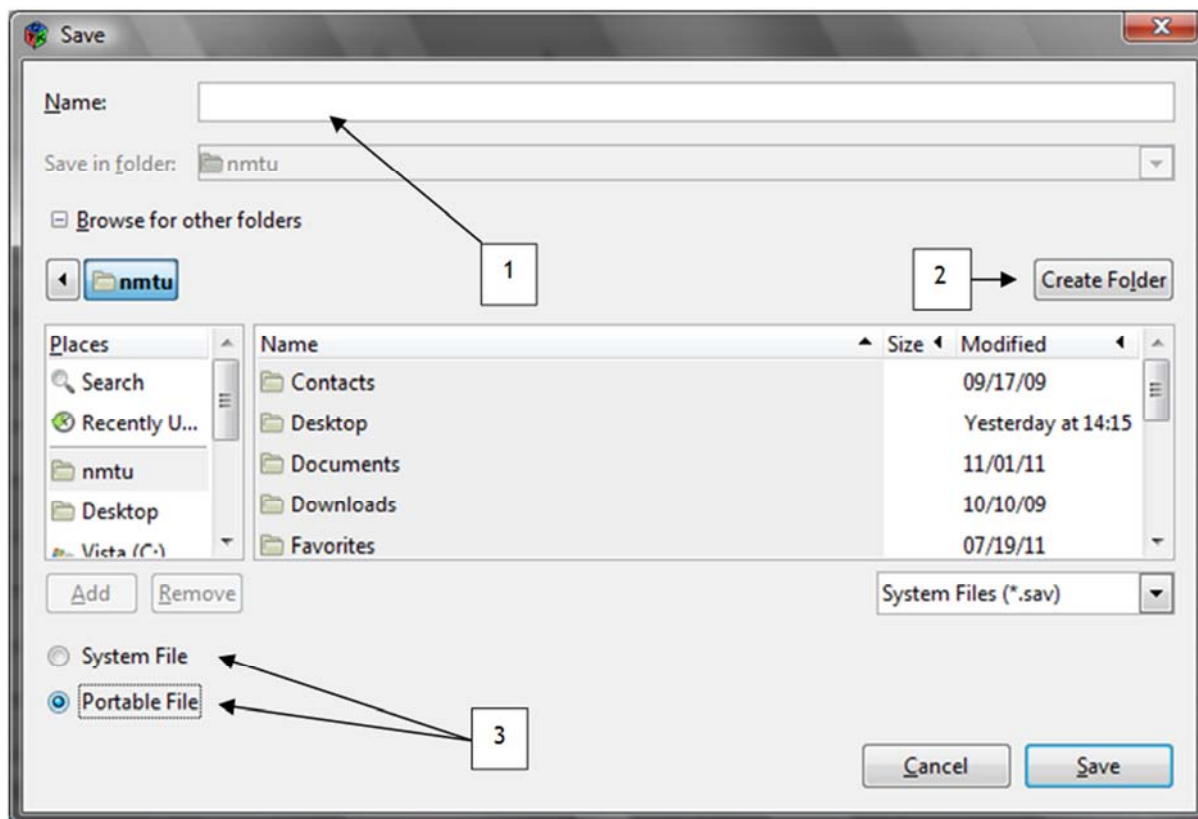 Save
Name:
Save in folder: nmtu
Browse for other folders
1
nmtu
2
Create Folder
Places
Search
Recently U...
nmtu
Desktop
Vista (C:)
Name Size Modified
Contacts 09/17/09
Desktop Yesterday at 14:15
Documents 11/01/11
Downloads 10/10/09
Favorites 07/19/11
Add Remove
System Files (*.sav)
System File
Portable File
3
Cancel Save